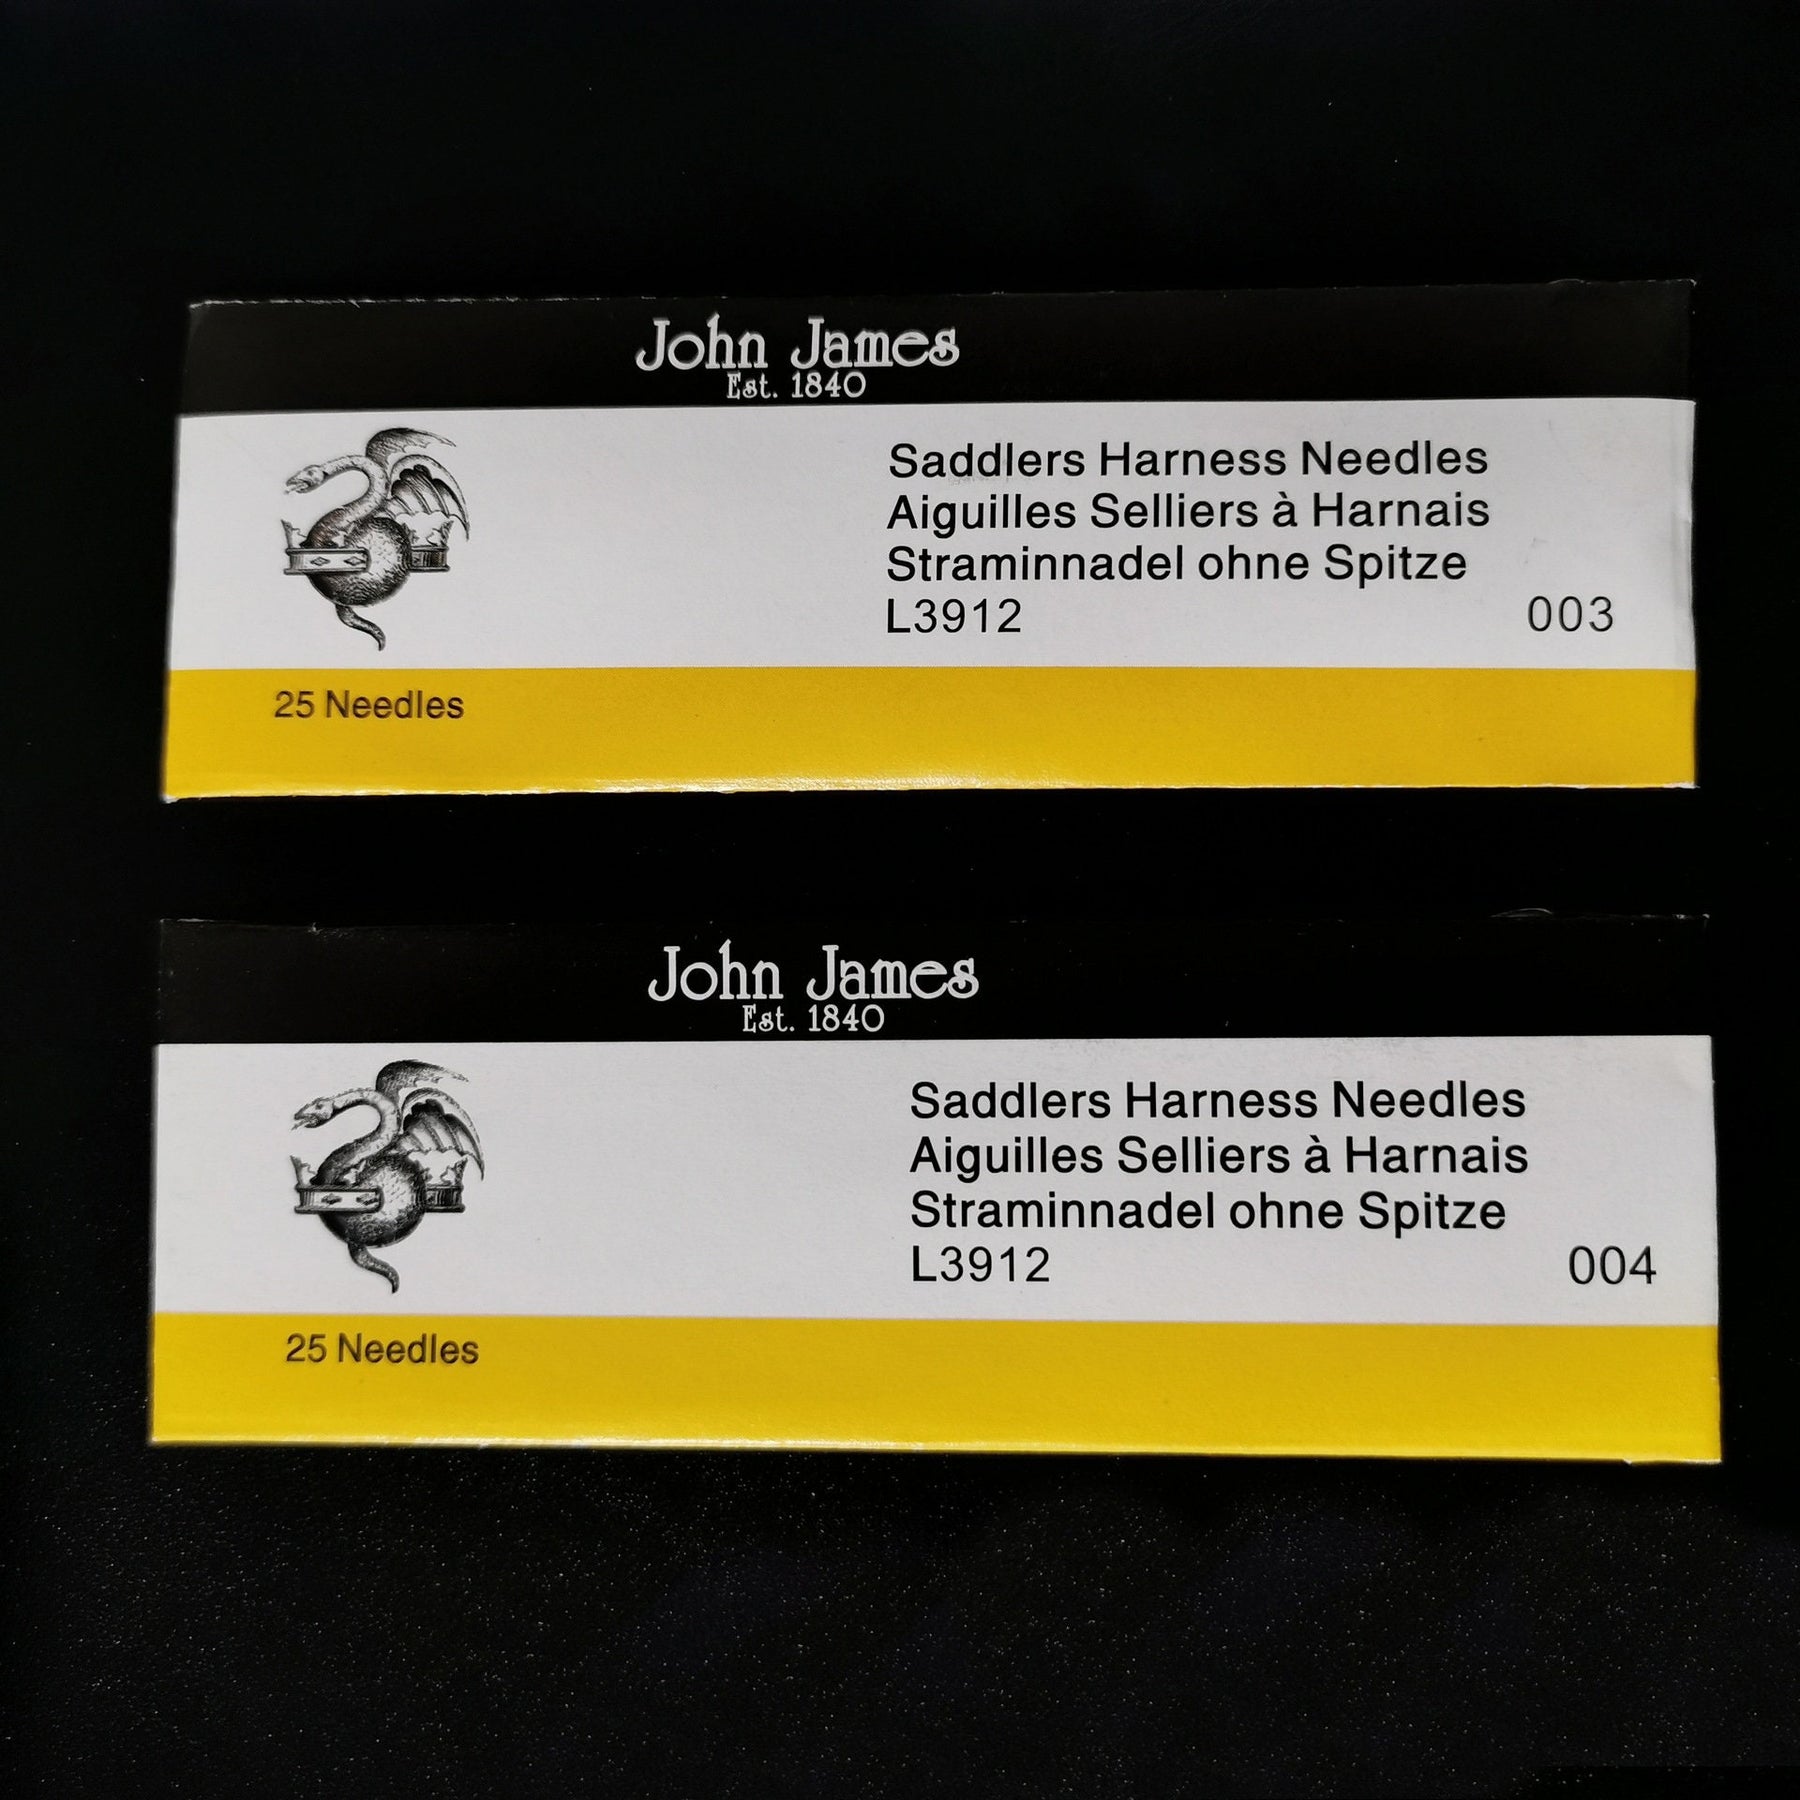 John James
Est. 1840
Saddlers Harness Needles
Aiguilles Selliers à Harnais
Straminnadel ohne Spitze
L3912 003
25 Needles
John James
Est. 1840
Saddlers Harness Needles
Aiguilles Selliers à Harnais
Straminnadel ohne Spitze
L3912 004
25 Needles